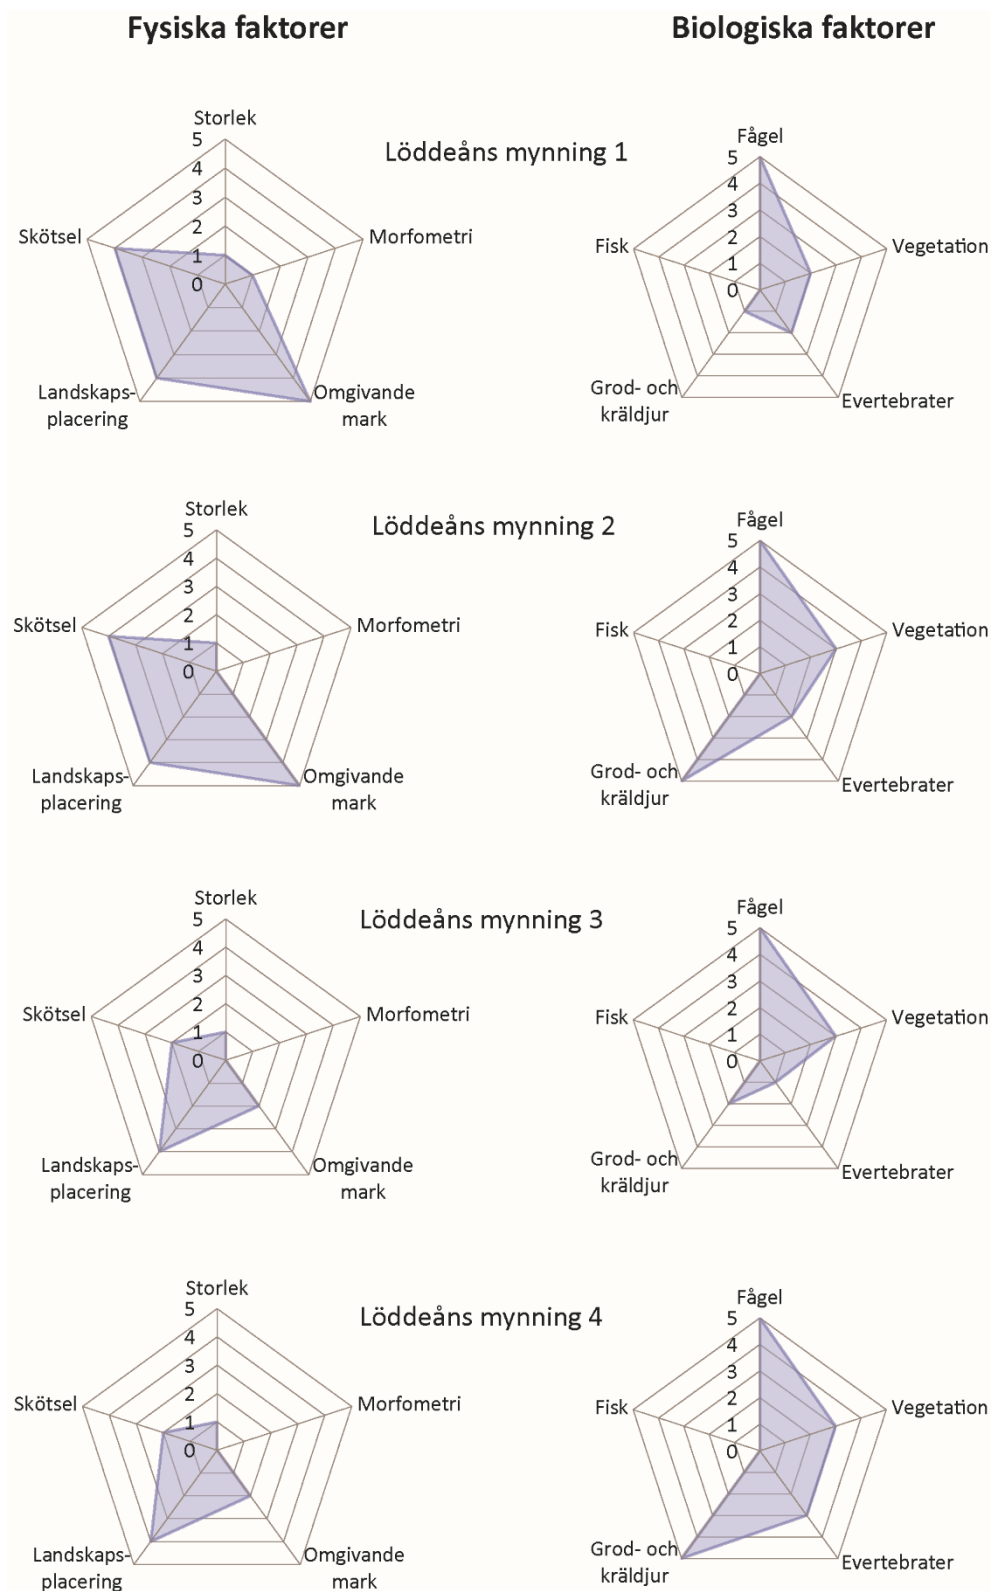 Fysiska faktorer
Biologiska faktorer
Löddeåns mynning 1
Storlek
5
4
3
2
1
0
Skötsel
Morfometri
Landskaps-
placering
Omgivande
mark
Fågel
5
4
3
2
1
0
Fisk
Vegetation
Grod- och
kräldjur
Evertebrater
Löddeåns mynning 2
Storlek
5
4
3
2
1
0
Skötsel
Morfometri
Landskaps-
placering
Omgivande
mark
Fågel
5
4
3
2
1
0
Fisk
Vegetation
Grod- och
kräldjur
Evertebrater
Löddeåns mynning 3
Storlek
5
4
3
2
1
0
Skötsel
Morfometri
Landskaps-
placering
Omgivande
mark
Fågel
5
4
3
2
1
0
Fisk
Vegetation
Grod- och
kräldjur
Evertebrater
Löddeåns mynning 4
Storlek
5
4
3
2
1
0
Skötsel
Morfometri
Landskaps-
placering
Omgivande
mark
Fågel
5
4
3
2
1
0
Fisk
Vegetation
Grod- och
kräldjur
Evertebrater